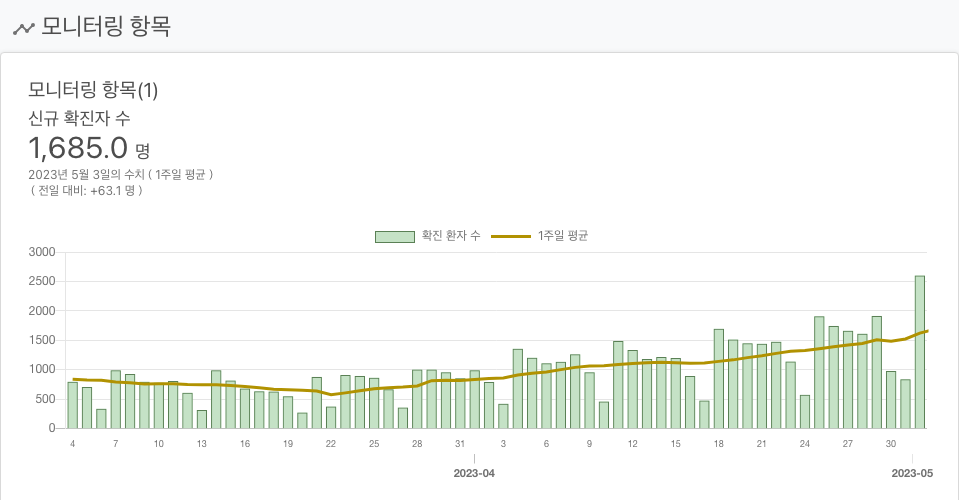 모니터링 항목
모니터링 항목(1)
신규 확진자 수
1,685.0 명
2023년 5월 3일의 수치 ( 1주일 평균 )
( 전일 대비: +63.1 명 )
확진 환자 수 1주일 평균
3000
2500
2000
1500
1000
500
0
4 7 10 13 16 19 22 25 28 31 3 6 9 12 15 18 21 24 27 30
2023-04 2023-05